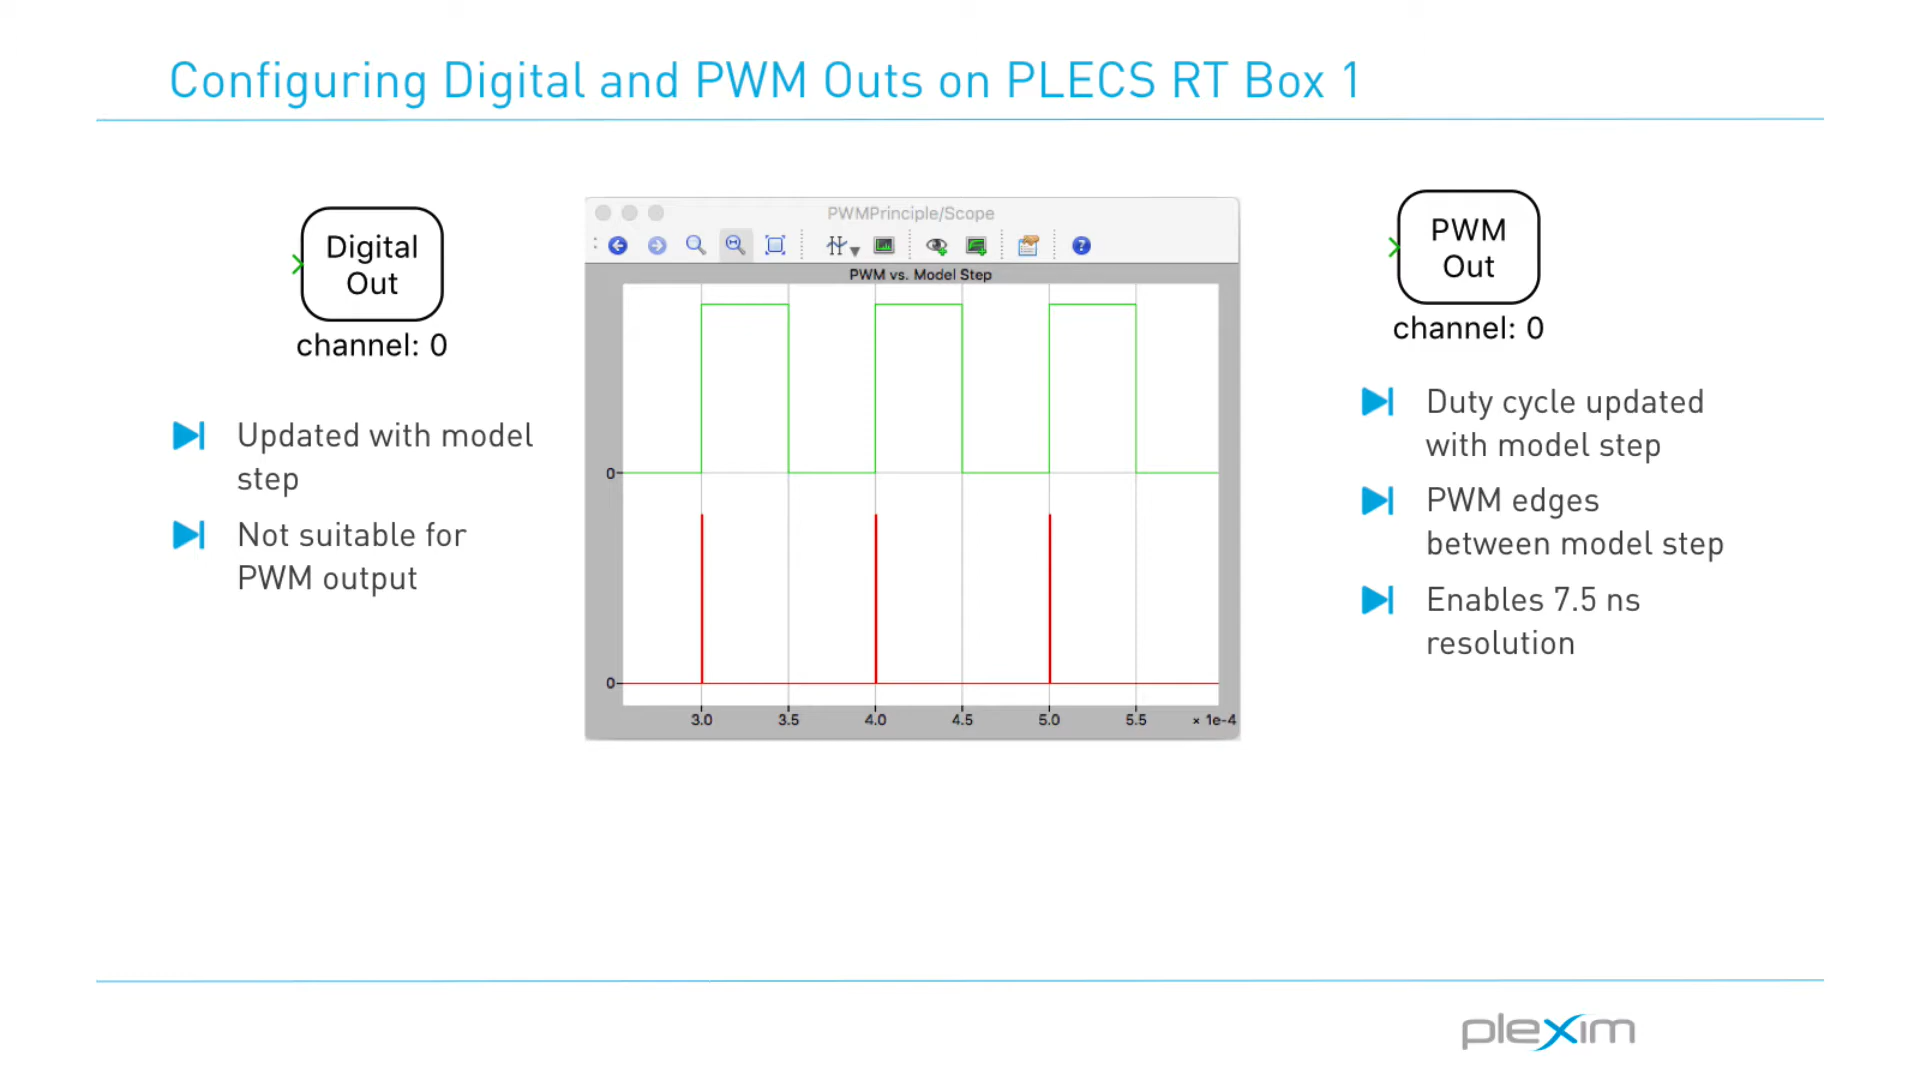 Configuring Digital and PWM Outs on PLECS RT Box 1
Digital
Out
channel: 0
Updated with model
step
Not suitable for
PWM output
PWMPrinciple/Scope
PWM vs. Model Step
0
0
3.0 3.5 4.0 4.5 5.0 5.5 × 1e-4
PWM
Out
channel: 0
Duty cycle updated
with model step
PWM edges
between model step
Enables 7.5 ns
resolution
plexim